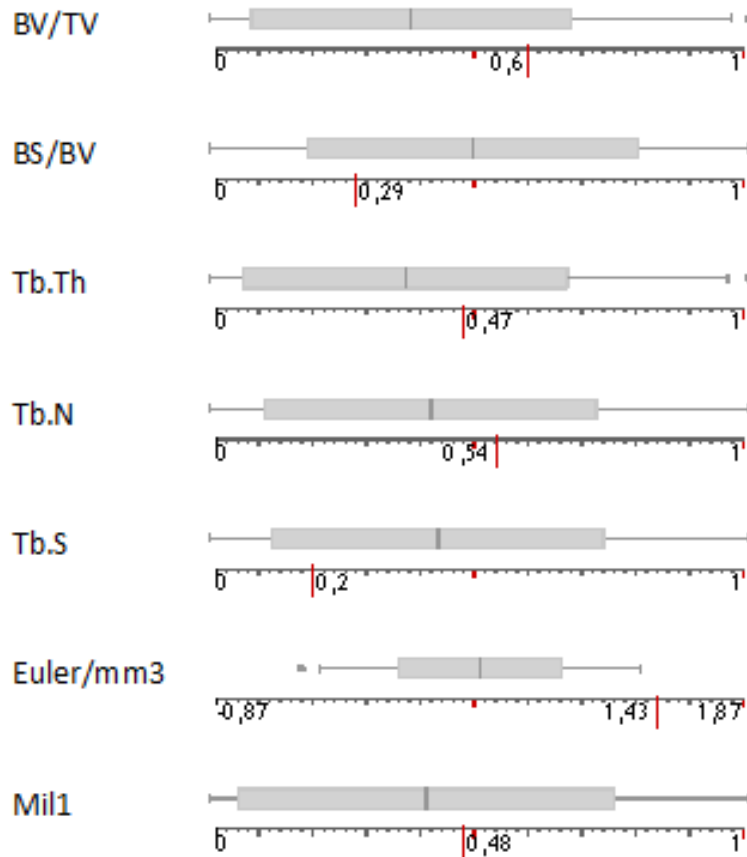 BV/TV
0 0,6 1
BS/BV
0 0,29 1
Tb.Th
0 0,47 1
Tb.N
0 0,54 1
Tb.S
0 0,2 1
Euler/mm3
-0,87 1,43 1,87
Mil1
0 0,48 1